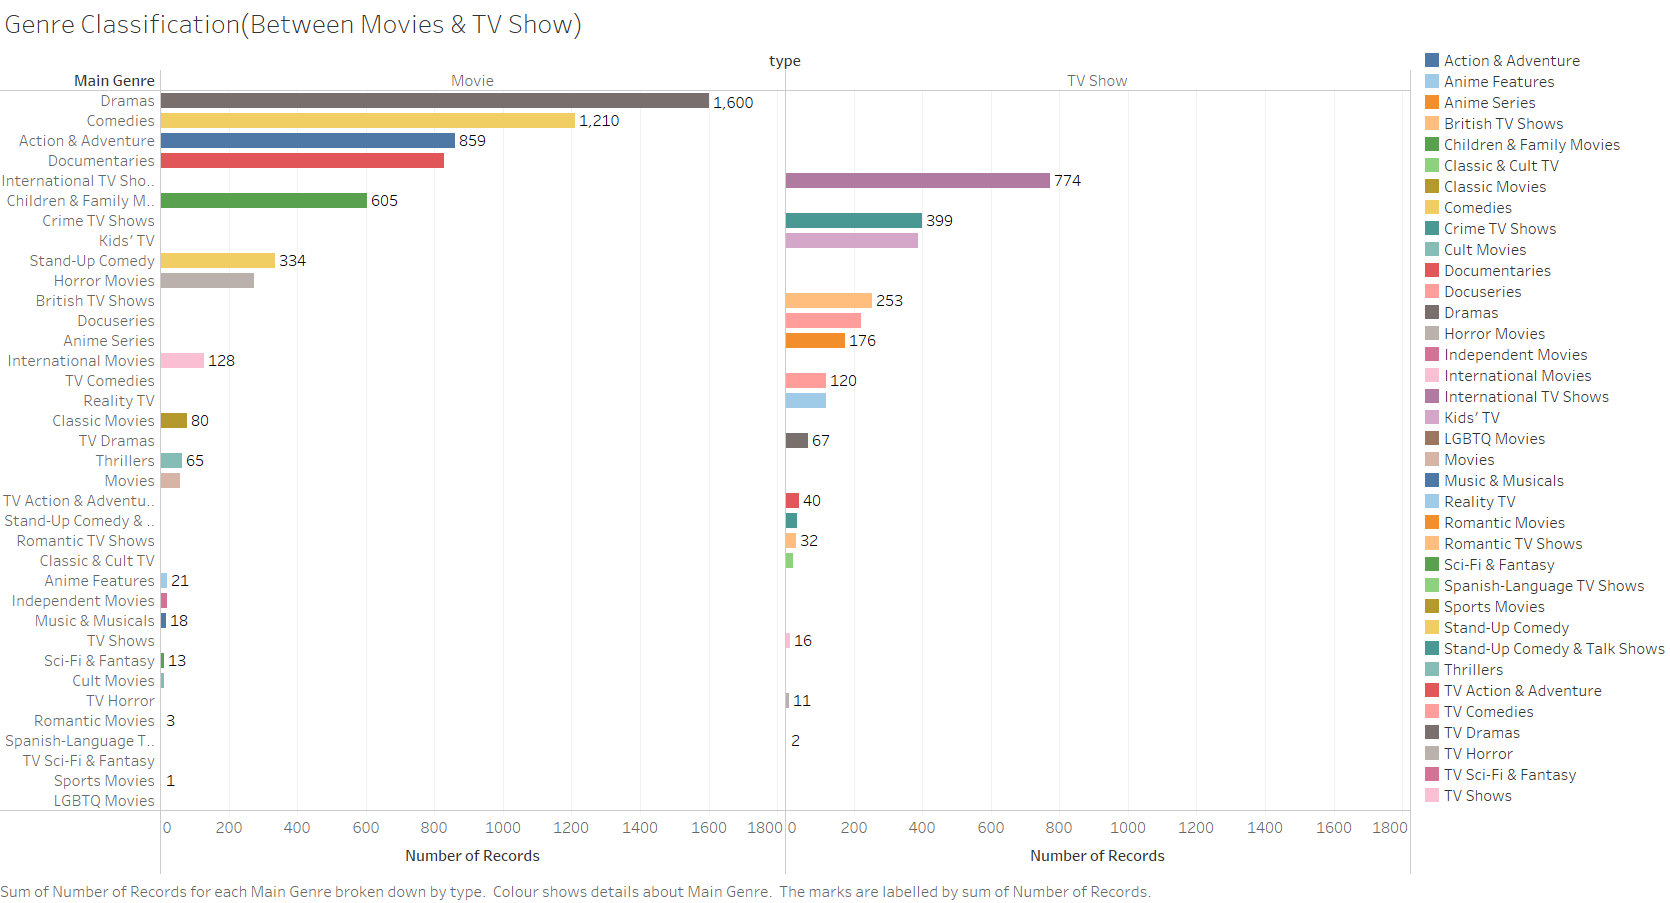 Genre Classification(Between Movies & TV Show)
type
Main Genre Movie TV Show
Dramas 1,600
Comedies 1,210
Action & Adventure 859
Documentaries
International TV Sho.. 774
Children & Family M.. 605
Crime TV Shows 399
Kids’ TV
Stand-Up Comedy 334
Horror Movies
British TV Shows 253
Docuseries
Anime Series 176
International Movies 128
TV Comedies 120
Reality TV
Classic Movies 80
TV Dramas 67
Thrillers 65
Movies
TV Action & Adventu.. 40
Stand-Up Comedy & ..
Romantic TV Shows 32
Classic & Cult TV
Anime Features 21
Independent Movies
Music & Musicals 18
TV Shows 16
Sci-Fi & Fantasy 13
Cult Movies
TV Horror 11
Romantic Movies 3
Spanish-Language T.. 2
TV Sci-Fi & Fantasy
Sports Movies 1
LGBTQ Movies
0 200 400 600 800 1000 1200 1400 1600 1800 0 200 400 600 800 1000 1200 1400 1600 1800
Number of Records Number of Records
Action & Adventure
Anime Features
Anime Series
British TV Shows
Children & Family Movies
Classic & Cult TV
Classic Movies
Comedies
Crime TV Shows
Cult Movies
Documentaries
Docuseries
Dramas
Horror Movies
Independent Movies
International Movies
International TV Shows
Kids’ TV
LGBTQ Movies
Movies
Music & Musicals
Reality TV
Romantic Movies
Romantic TV Shows
Sci-Fi & Fantasy
Spanish-Language TV Shows
Sports Movies
Stand-Up Comedy
Stand-Up Comedy & Talk Shows
Thrillers
TV Action & Adventure
TV Comedies
TV Dramas
TV Horror
TV Sci-Fi & Fantasy
TV Shows
Sum of Number of Records for each Main Genre broken down by type.  Colour shows details about Main Genre.  The marks are labelled by sum of Number of Records.